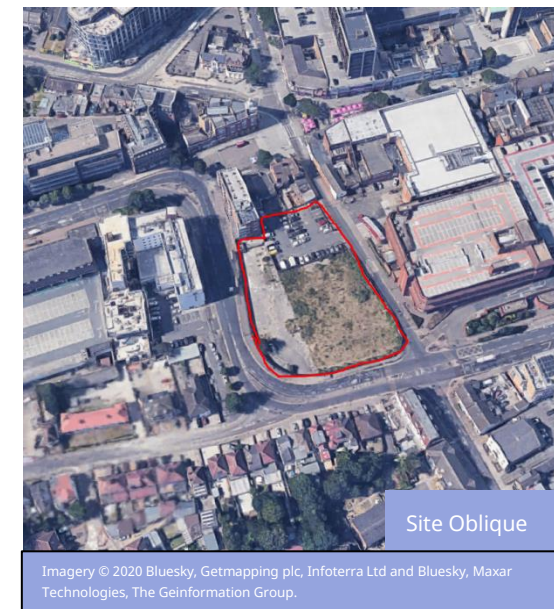 Site Oblique
Imagery © 2020 Bluesky, Getmapping plc, Infoterra Ltd and Bluesky, Maxar
Technologies, The Geinformation Group.